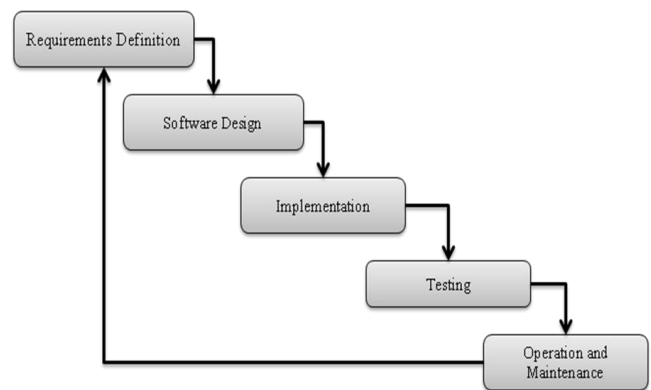 Requirements Definition
Software Design
Implementation
Testing
Operation and
Maintenance